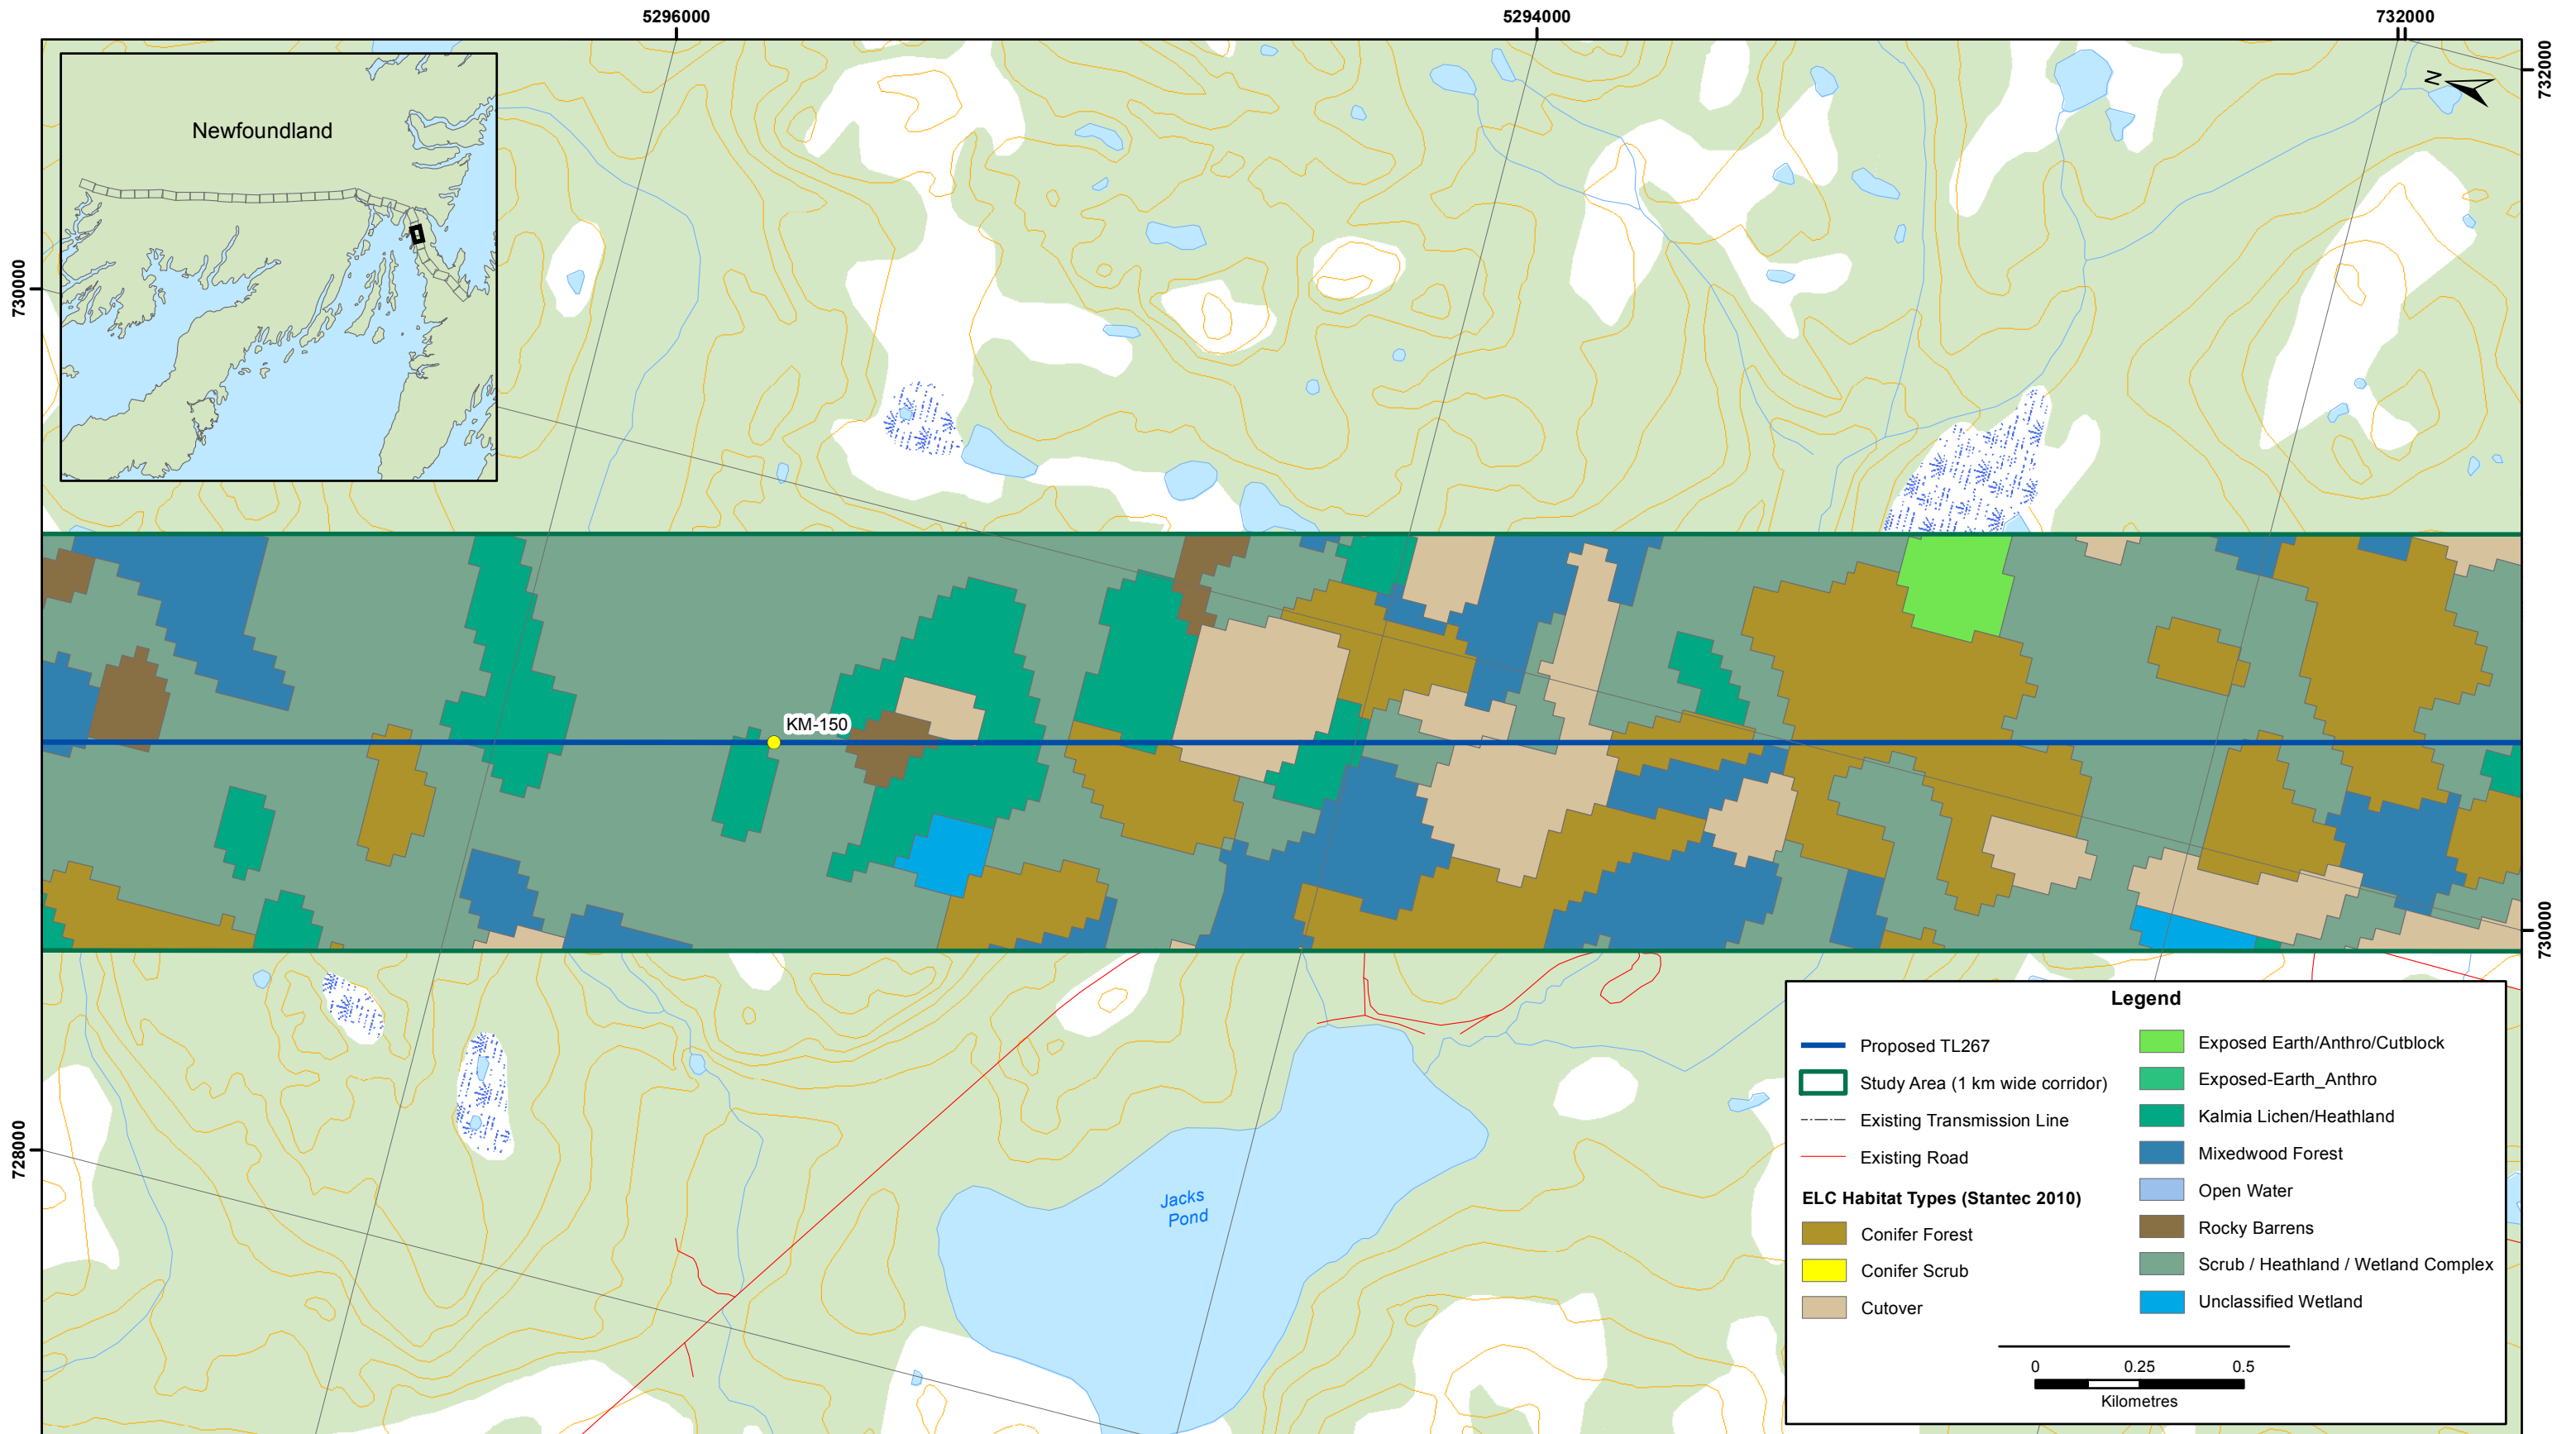 5296000
5294000
732000
732000
N
Newfoundland
730000
KM-150
730000
728000
Jacks
Pond
Legend
Proposed TL267
Study Area (1 km wide corridor)
Existing Transmission Line
Existing Road
ELC Habitat Types (Stantec 2010)
Conifer Forest
Conifer Scrub
Cutover
Exposed Earth/Anthro/Cutblock
Exposed-Earth_Anthro
Kalmia Lichen/Heathland
Mixedwood Forest
Open Water
Rocky Barrens
Scrub / Heathland / Wetland Complex
Unclassified Wetland
0 0.25 0.5
Kilometres